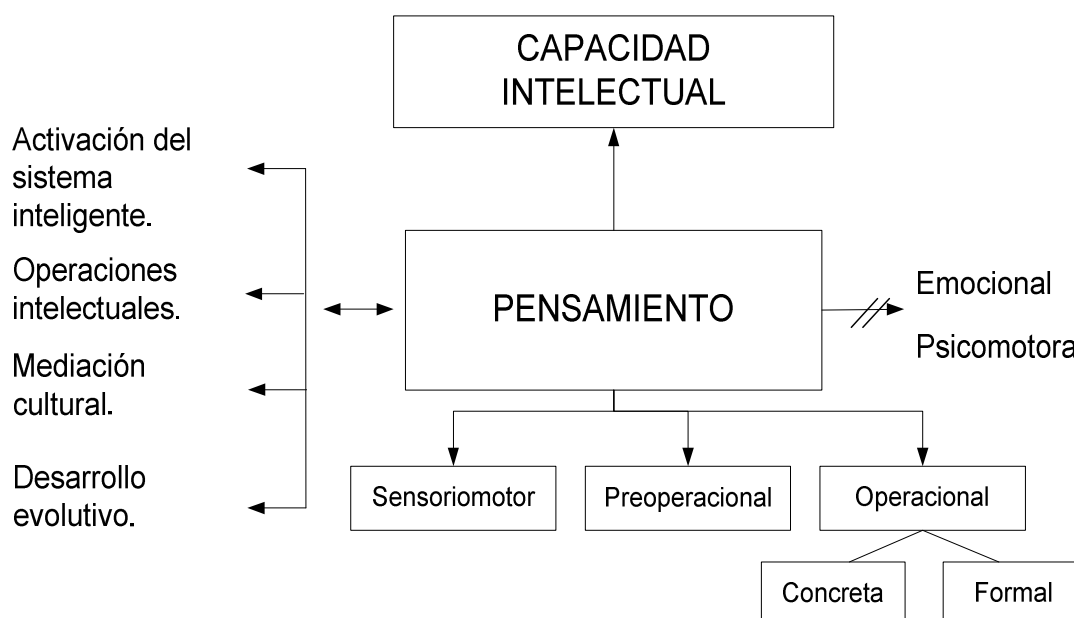 CAPACIDAD
INTELECTUAL
Activación del
sistema
inteligente.
Operaciones
intelectuales.
Mediación
cultural.
Desarrollo
evolutivo.
PENSAMIENTO
Emocional
Psicomotora
Sensoriomotor
Preoperacional
Operacional
Concreta
Formal